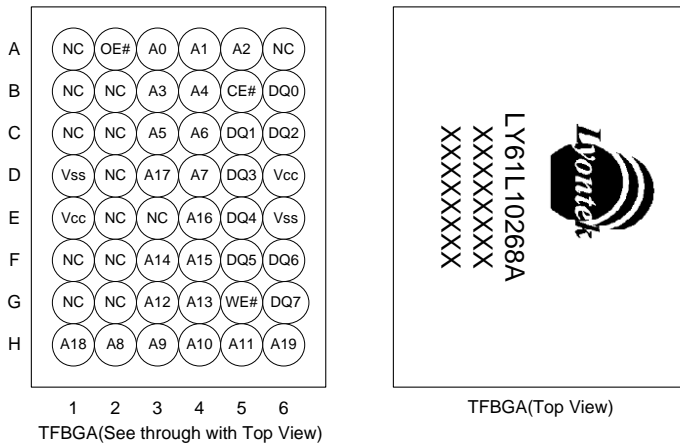 A NC OE# A0 A1 A2 NC
B NC NC A3 A4 CE# DQ0
C NC NC A5 A6 DQ1 DQ2
D Vss NC A17 A7 DQ3 Vcc
E Vcc NC NC A16 DQ4 Vss
F NC NC A14 A15 DQ5 DQ6
G NC NC A12 A13 WE# DQ7
H A18 A8 A9 A10 A11 A19
1 2 3 4 5 6
TFBGA(See through with Top View)
Lyontek
LY61L10268A
XXXXXXXX
XXXXXXXX
TFBGA(Top View)